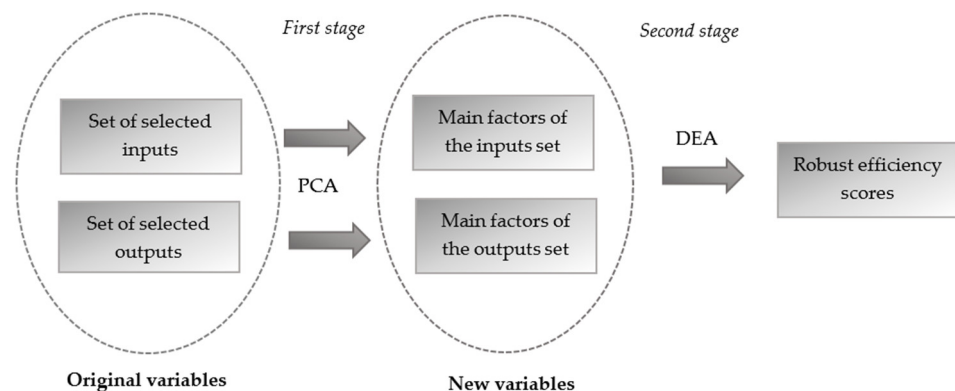 First stage
Second stage
Set of selected
inputs
Main factors of
the inputs set
PCA
DEA
Robust efficiency
scores
Set of selected
outputs
Main factors of
the outputs set
Original variables
New variables